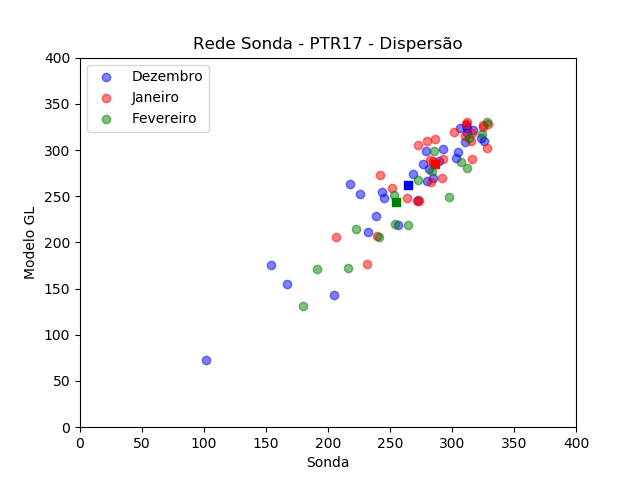 Rede Sonda - PTR17 - Dispersão
400
350
300
250
200
150
100
50
0
Modelo GL
Dezembro
Janeiro
Fevereiro
0 50 100 150 200 250 300 350 400
Sonda